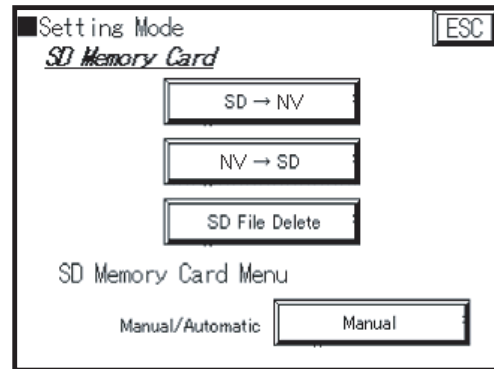 ■Setting Mode ESC
SD Memory Card
SD → NV
NV → SD
SD File Delete
SD Memory Card Menu
Manual/Automatic Manual